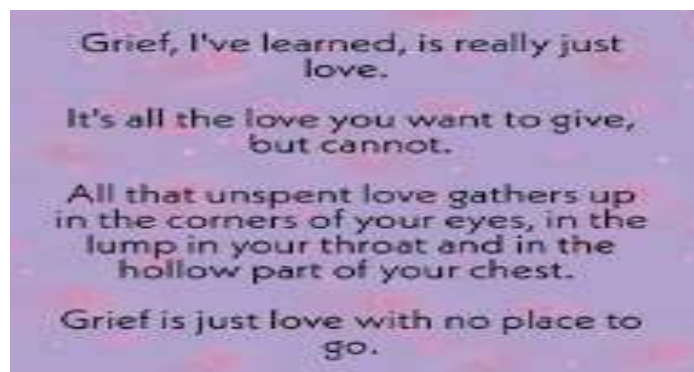 Grief, I've learned, is really just
love.
It's all the love you want to give,
but cannot.
All that unspent love gathers up
in the corners of your eyes, in the
lump in your throat and in the
hollow part of your chest.
Grief is just love with no place to
go.